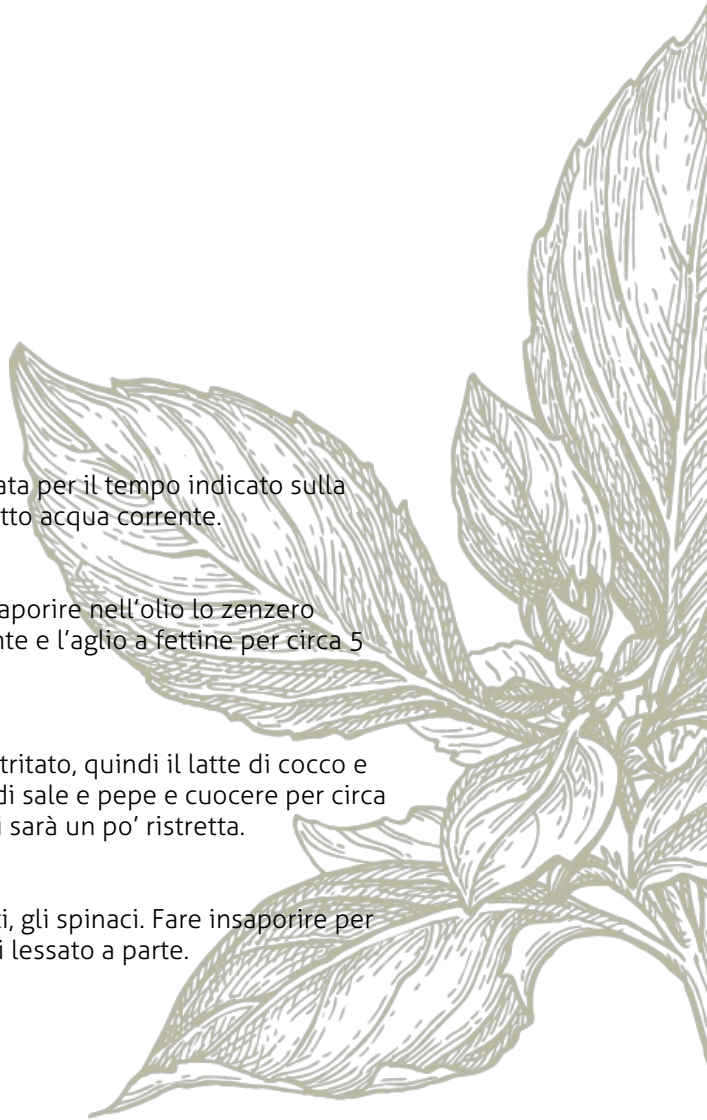 ata per il tempo indicato sulla
tto acqua corrente.
aporire nell'olio lo zenzero
nte e l'aglio a fettine per circa 5
tritato, quindi il latte di cocco e
di sale e pepe e cuocere per circa
i sarà un po' ristretta.
ti, gli spinaci. Fare insaporire per
i lessato a parte.